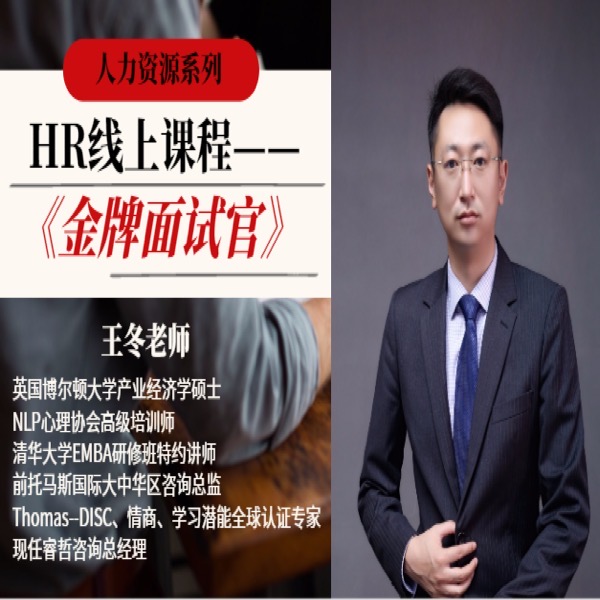 人力资源系列
HR线上课程——
《金牌面试官》
王冬老师
英国博尔顿大学产业经济学硕士
NLP心理协会高级培训师
清华大学EMBA研修班特约讲师
前托马斯国际大中华区咨询总监
Thomas--DISC、情商、学习潜能全球认证专家
现任睿哲咨询总经理